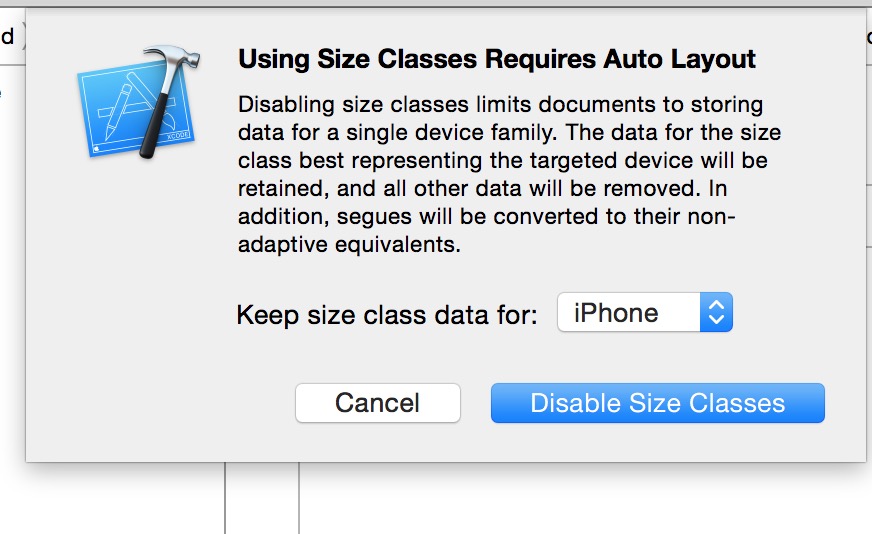 d
Using Size Classes Requires Auto Layout
XCODE
Disabling size classes limits documents to storing
data for a single device family. The data for the size
class best representing the targeted device will be
retained, and all other data will be removed. In
addition, segues will be converted to their non-
adaptive equivalents.
Keep size class data for: iPhone
Cancel Disable Size Classes